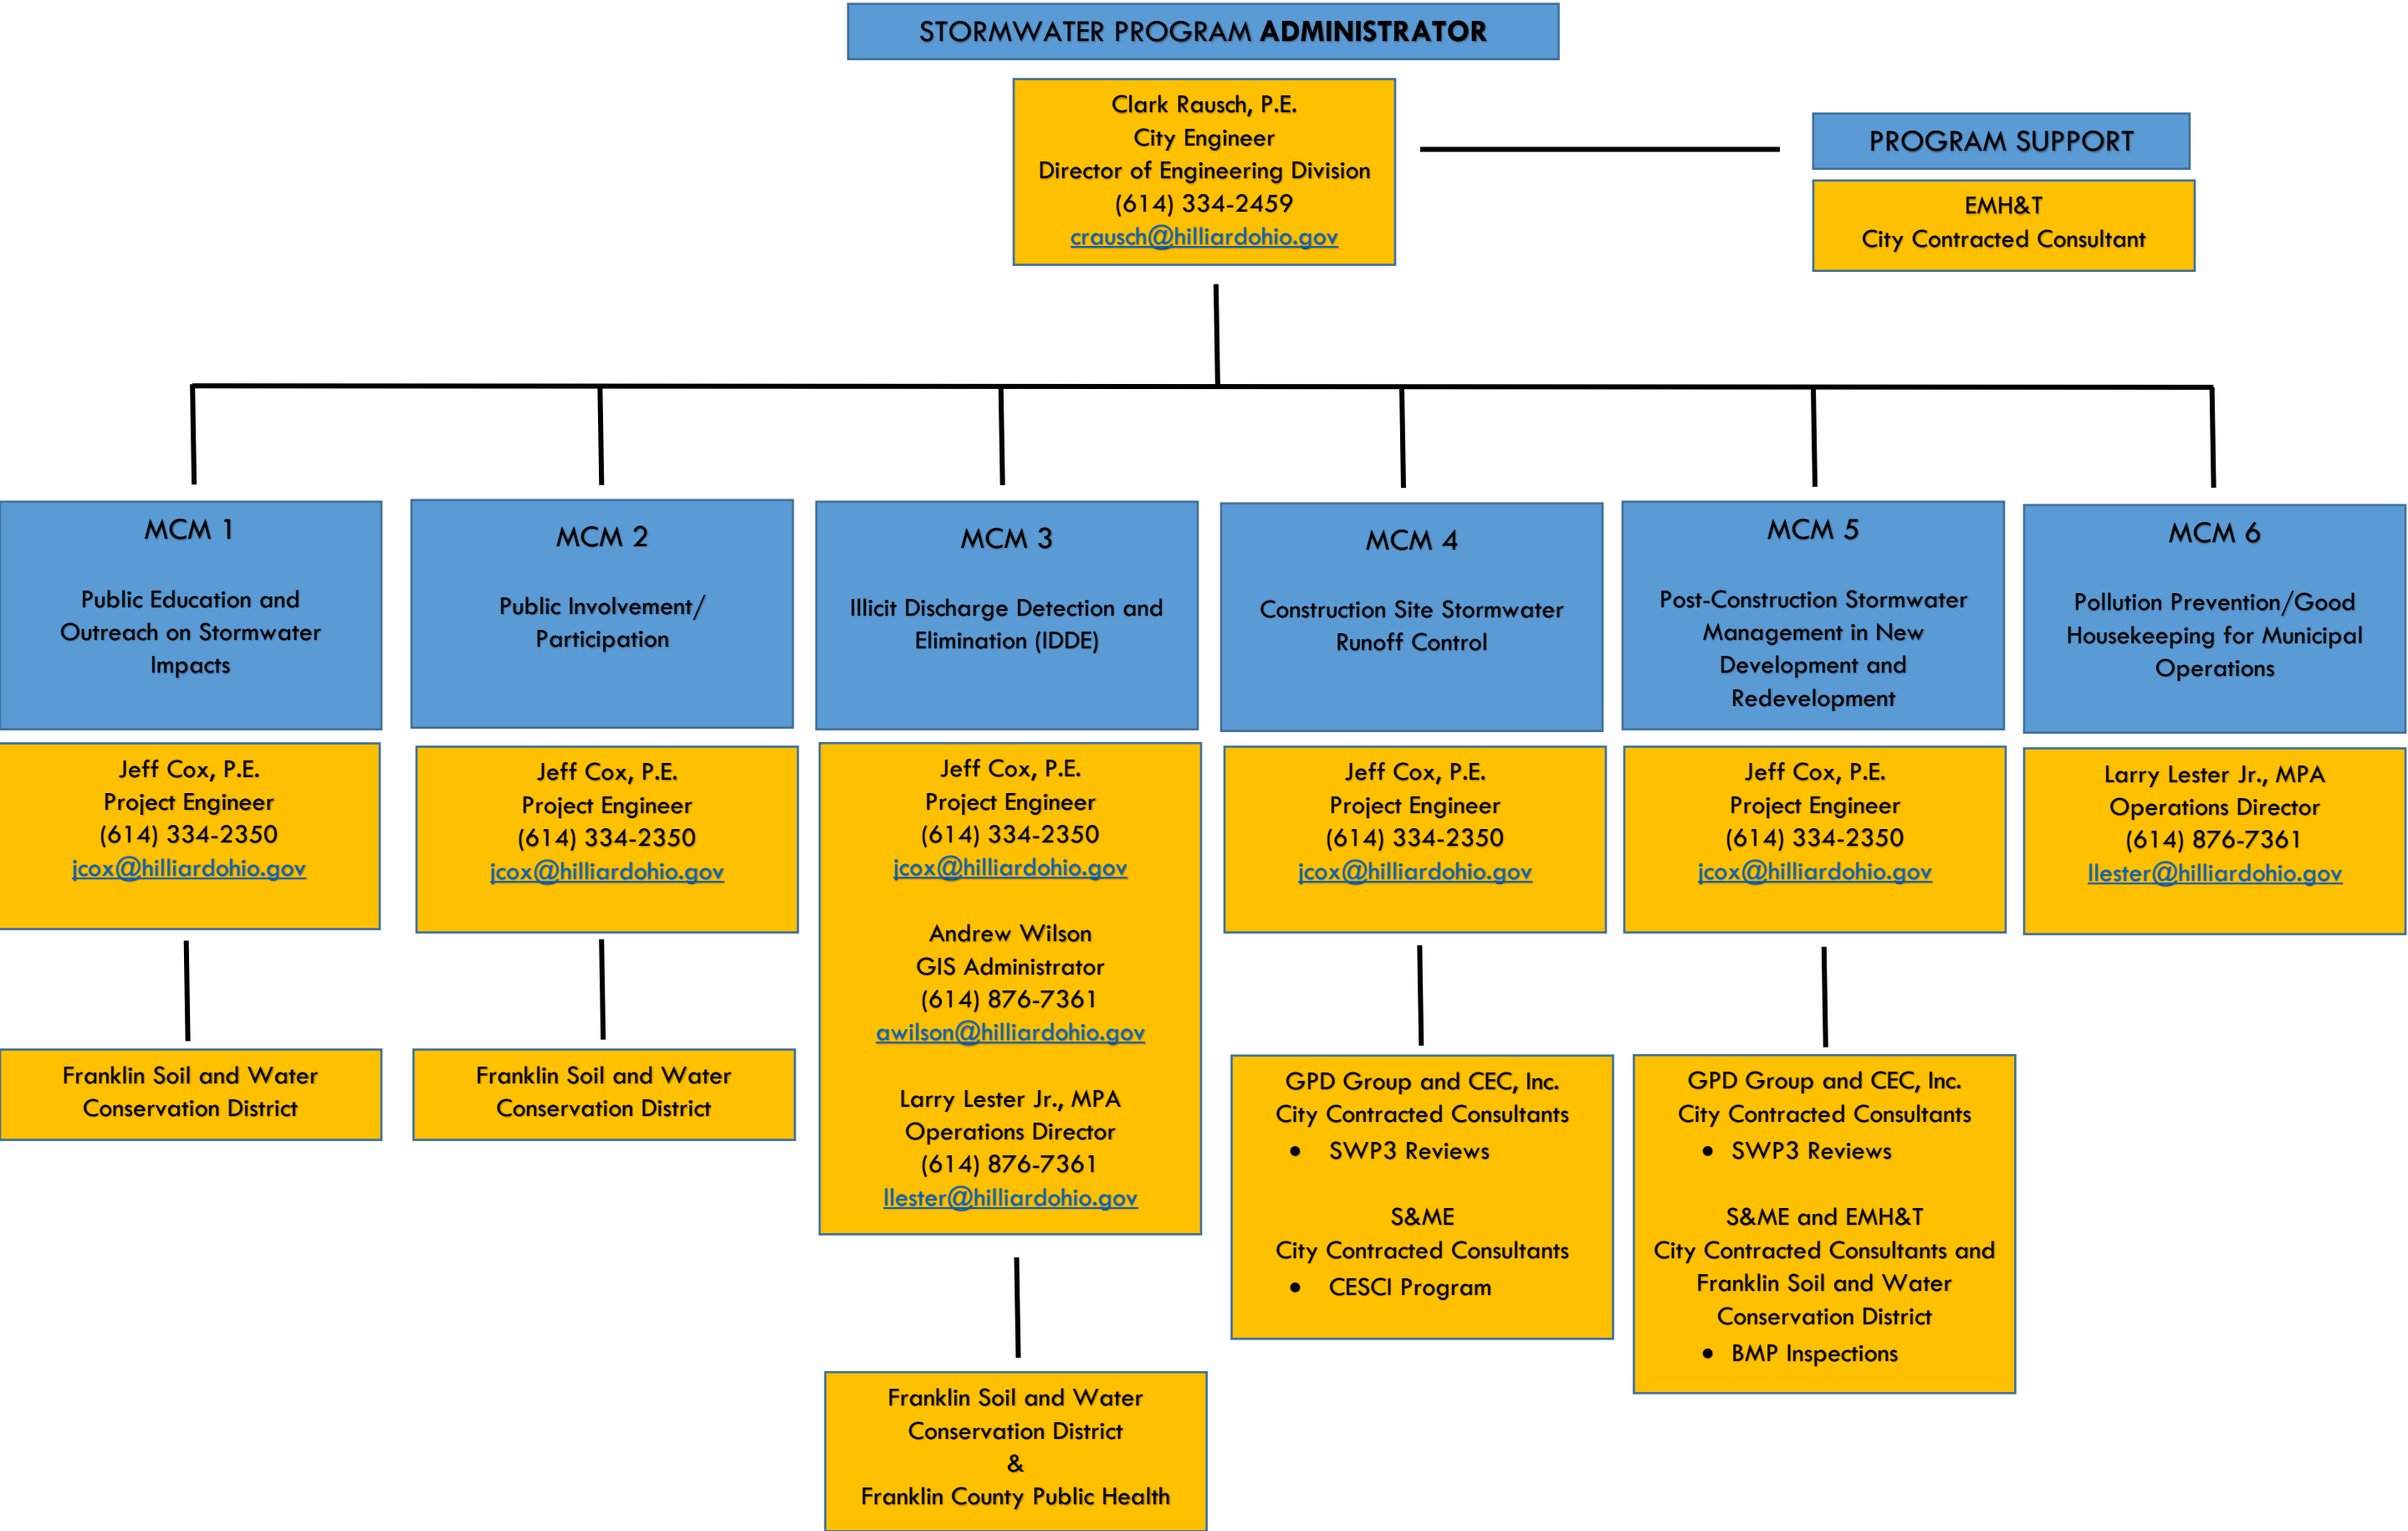 STORMWATER PROGRAM ADMINISTRATOR
Clark Rausch, P.E.
City Engineer
Director of Engineering Division
(614) 334-2459
crausch@hilliardohio.gov
PROGRAM SUPPORT
EMH&T
City Contracted Consultant
MCM 1
Public Education and
Outreach on Stormwater
Impacts
MCM 2
Public Involvement/
Participation
MCM 3
Illicit Discharge Detection and
Elimination (IDDE)
MCM 4
Construction Site Stormwater
Runoff Control
MCM 5
Post-Construction Stormwater
Management in New
Development and
Redevelopment
MCM 6
Pollution Prevention/Good
Housekeeping for Municipal
Operations
Jeff Cox, P.E.
Project Engineer
(614) 334-2350
jcox@hilliardohio.gov
Jeff Cox, P.E.
Project Engineer
(614) 334-2350
jcox@hilliardohio.gov
Jeff Cox, P.E.
Project Engineer
(614) 334-2350
jcox@hilliardohio.gov
Andrew Wilson
GIS Administrator
(614) 876-7361
awilson@hilliardohio.gov
Larry Lester Jr., MPA
Operations Director
(614) 876-7361
llester@hilliardohio.gov
Jeff Cox, P.E.
Project Engineer
(614) 334-2350
jcox@hilliardohio.gov
Jeff Cox, P.E.
Project Engineer
(614) 334-2350
jcox@hilliardohio.gov
Larry Lester Jr., MPA
Operations Director
(614) 876-7361
llester@hilliardohio.gov
Franklin Soil and Water
Conservation District
Franklin Soil and Water
Conservation District
Franklin Soil and Water
Conservation District
&
Franklin County Public Health
GPD Group and CEC, Inc.
City Contracted Consultants
• SWP3 Reviews
S&ME
City Contracted Consultants
• CESCI Program
GPD Group and CEC, Inc.
City Contracted Consultants
• SWP3 Reviews
S&ME and EMH&T
City Contracted Consultants and
Franklin Soil and Water
Conservation District
• BMP Inspections